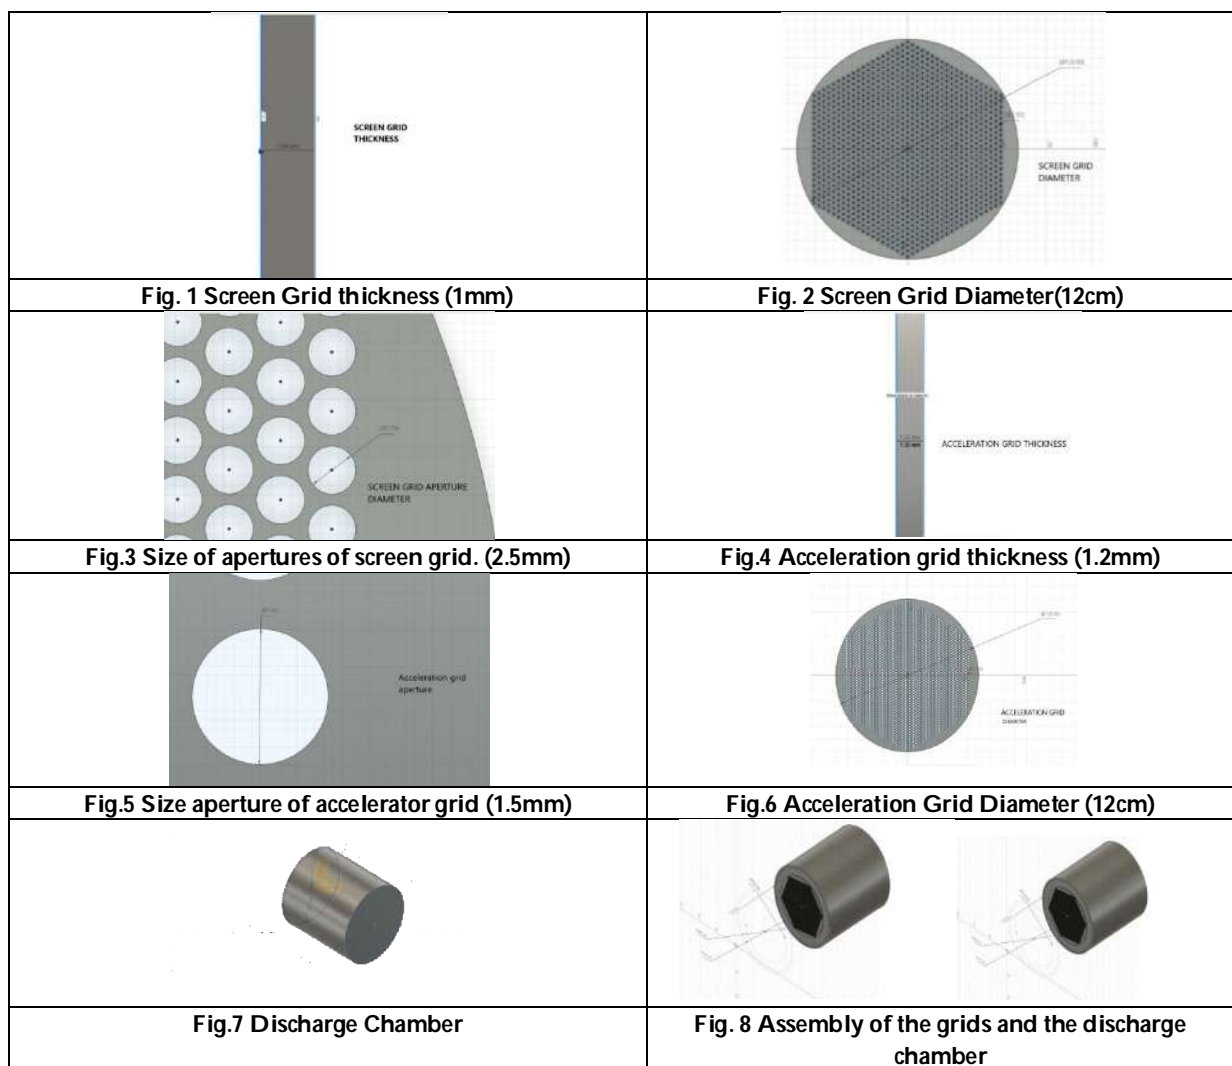 SCREEN GRID
THICKNESS
SCREEN GRID
DIAMETER
Fig. 1 Screen Grid thickness (1mm)
Fig. 2 Screen Grid Diameter(12cm)
SCREEN GRID APERTURE
DIAMETER
ACCELERATION GRID THICKNESS
Fig.3 Size of apertures of screen grid. (2.5mm)
Fig.4 Acceleration grid thickness (1.2mm)
Acceleration grid
aperture
ACCELERATION GRID
DIAMETER
Fig.5 Size aperture of accelerator grid (1.5mm)
Fig.6 Acceleration Grid Diameter (12cm)
Fig.7 Discharge Chamber
Fig. 8 Assembly of the grids and the discharge
chamber